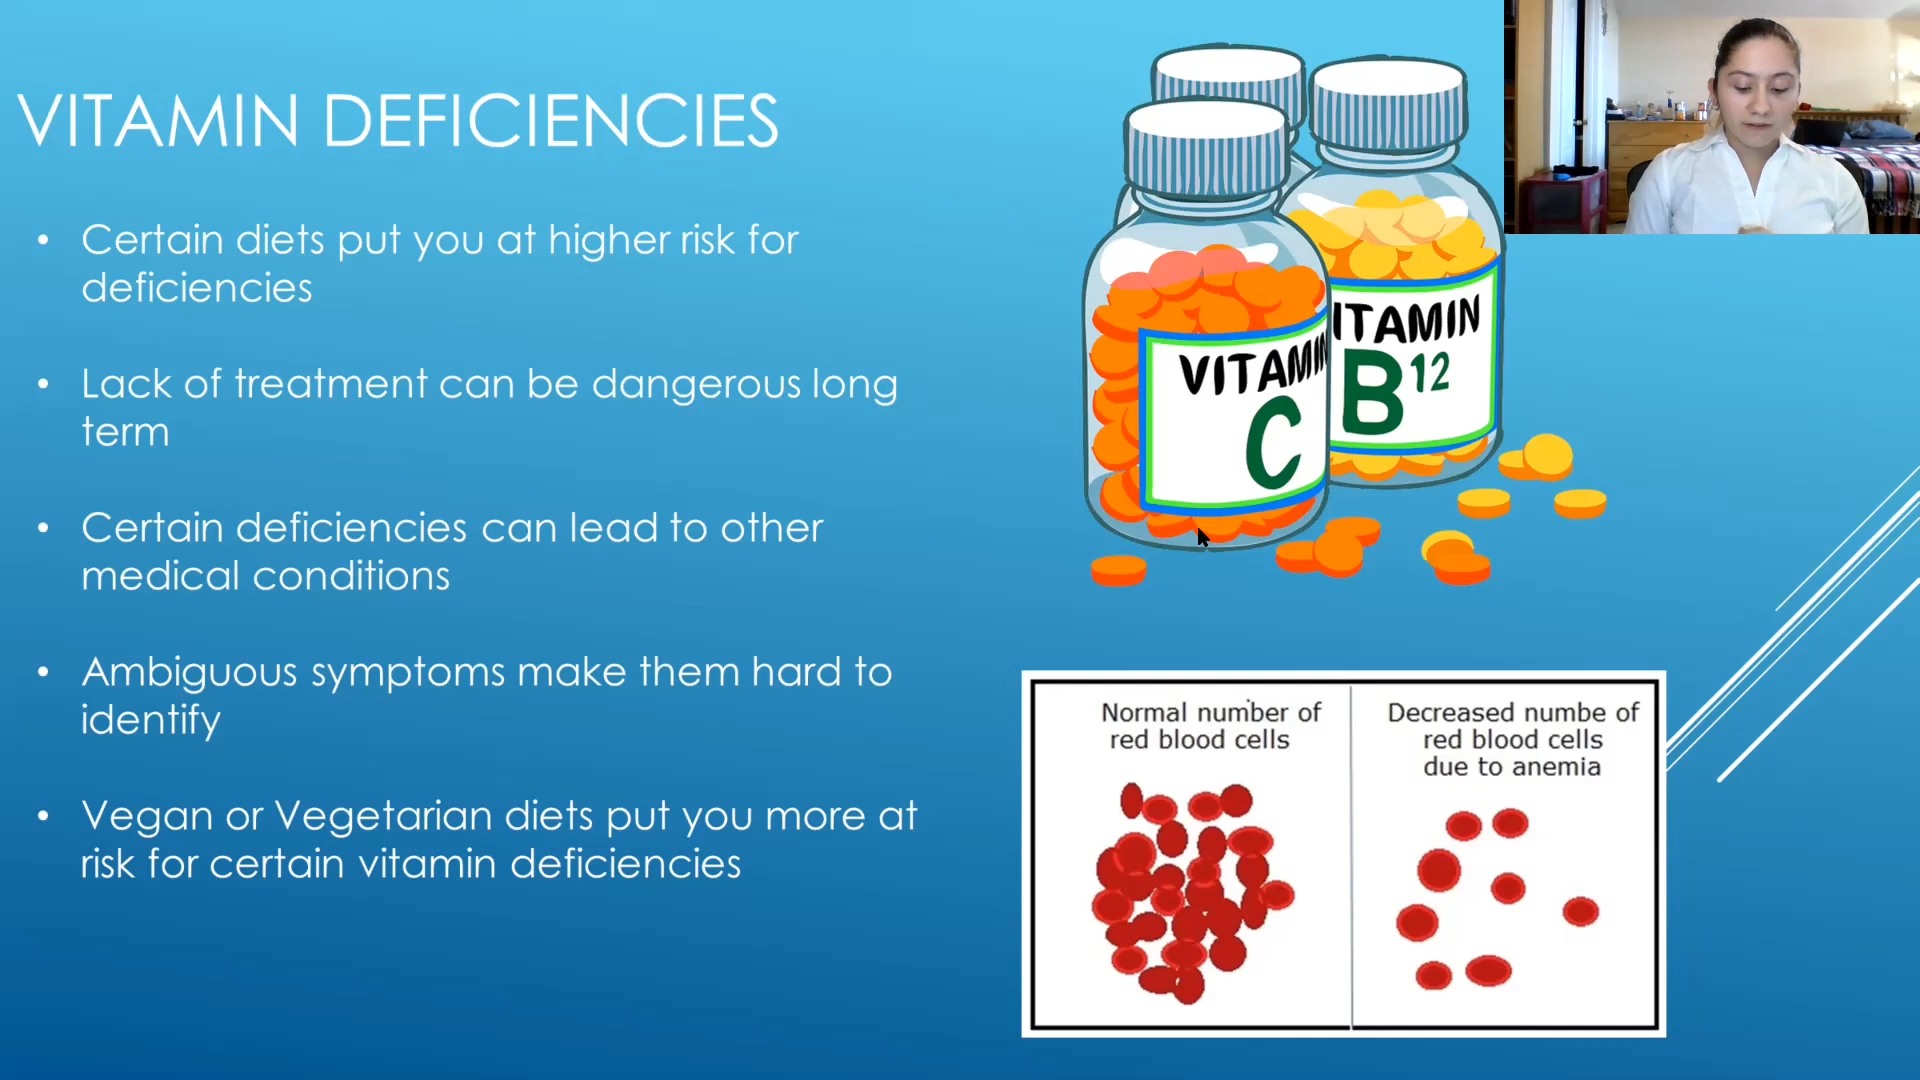 VITAMIN DEFICIENCIES
• Certain diets put you at higher risk for
deficiencies
• Lack of treatment can be dangerous long
term
• Certain deficiencies can lead to other
medical conditions
• Ambiguous symptoms make them hard to
identify
• Vegan or Vegetarian diets put you more at
risk for certain vitamin deficiencies
VITAMIN
C
ITAMIN
B12
Normal number of
red blood cells
Decreased numbe of
red blood cells
due to anemia